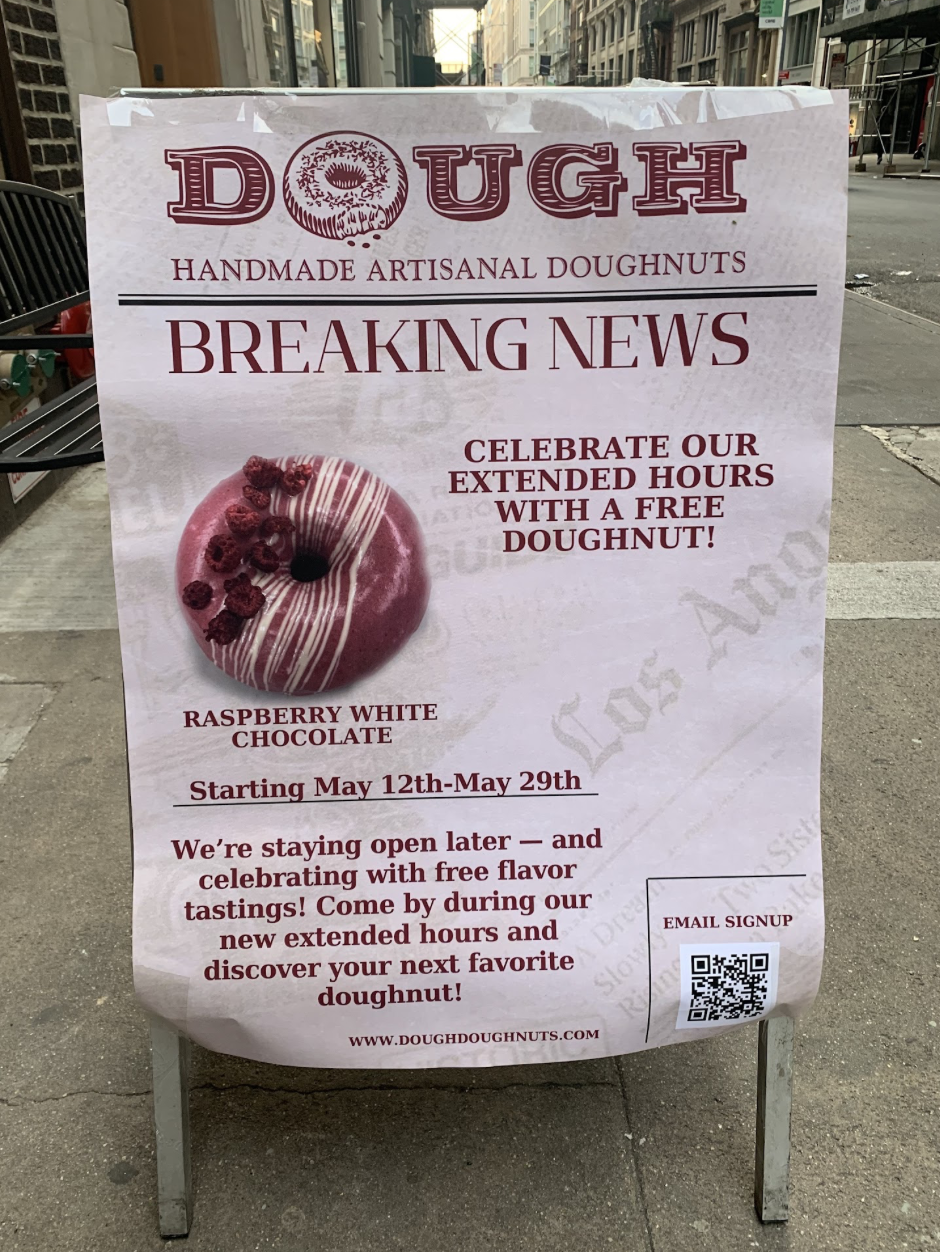 DOUGH
HANDMADE ARTISANAL DOUGHNUTS
BREAKING NEWS
CELEBRATE OUR
EXTENDED HOURS
WITH A FREE
DOUGHNUT!
RASPBERRY WHITE
CHOCOLATE
Starting May 12th-May 29th
We're staying open later — and
celebrating with free flavor
tastings! Come by during our
new extended hours and
discover your next favorite
doughnut!
WWW.DOUGHDOUGHNUTS.COM
EMAIL SIGNUP
Los Ang